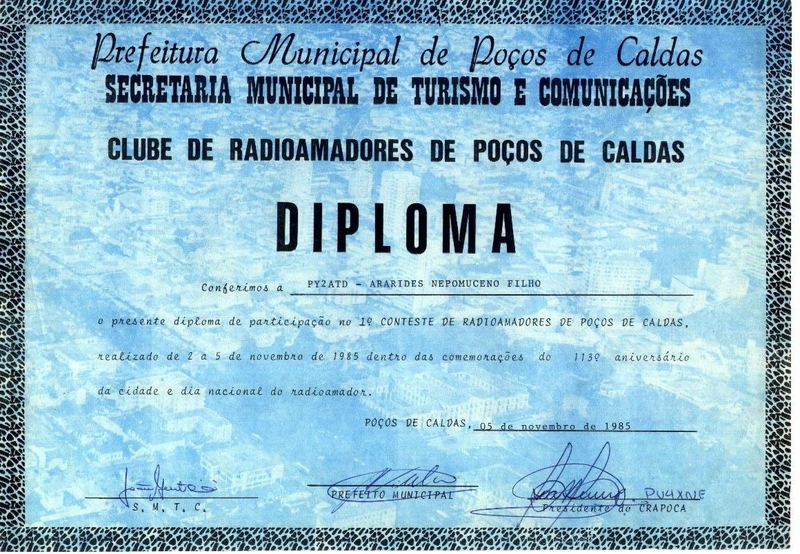 Prefeitura Municipal de Poços de Caldas
SECRETARIA MUNICIPAL DE TURISMO E COMUNICAÇÕES
CLUBE DE RADIOAMADORES DE POÇOS DE CALDAS
DIPLOMA
Conferimos a PY2ATD - ARARIDES NEPOMUCENO FILHO
o presente diploma de participação no 1º CONTESTE DE RADIOAMADORES DE POÇOS DE CALDAS,
realizado de 2 a 5 de novembro de 1985 dentro das comemorações do 113º aniversário
da cidade e dia nacional do radioamador.
POÇOS DE CALDAS, 05 de novembro de 1985
PU4XNE
S. M. T. C.
PREFEITO MUNICIPAL
Presidente do CRAPOCA